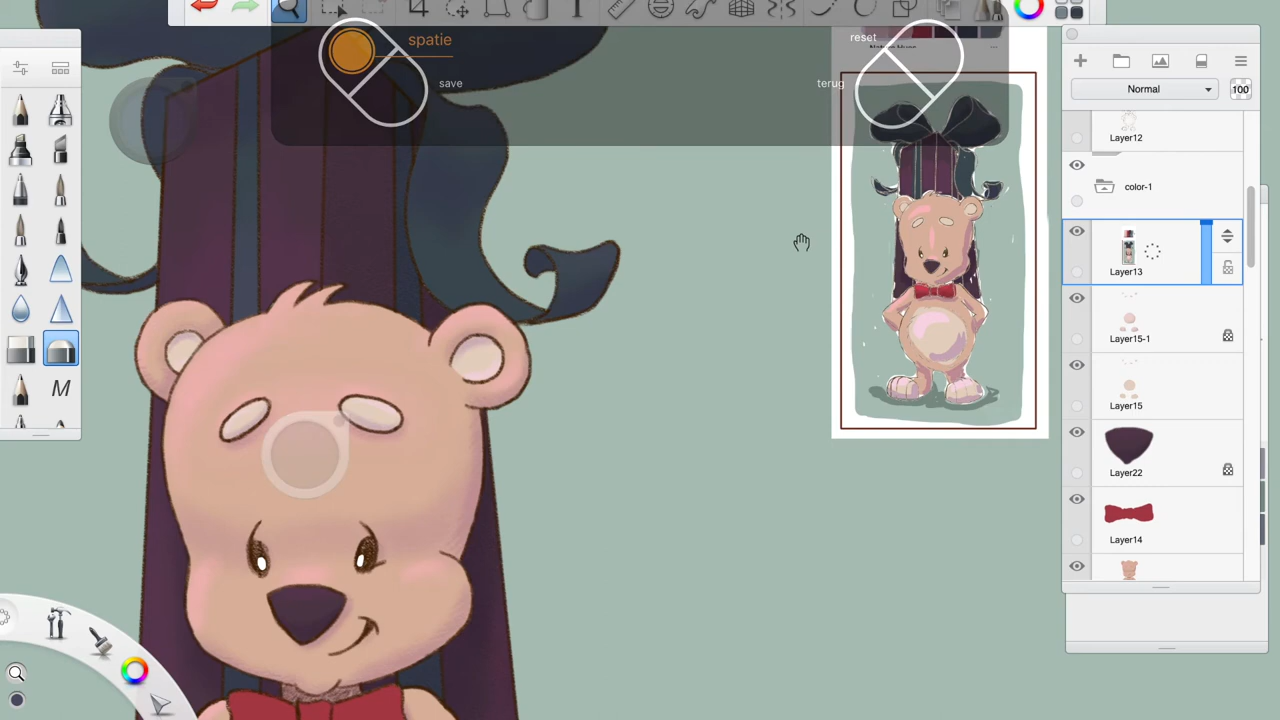 spatie
save
reset
terug
Normal
100
Layer12
color-1
Layer13
Layer15-1
Layer15
Layer22
Layer14
T
M